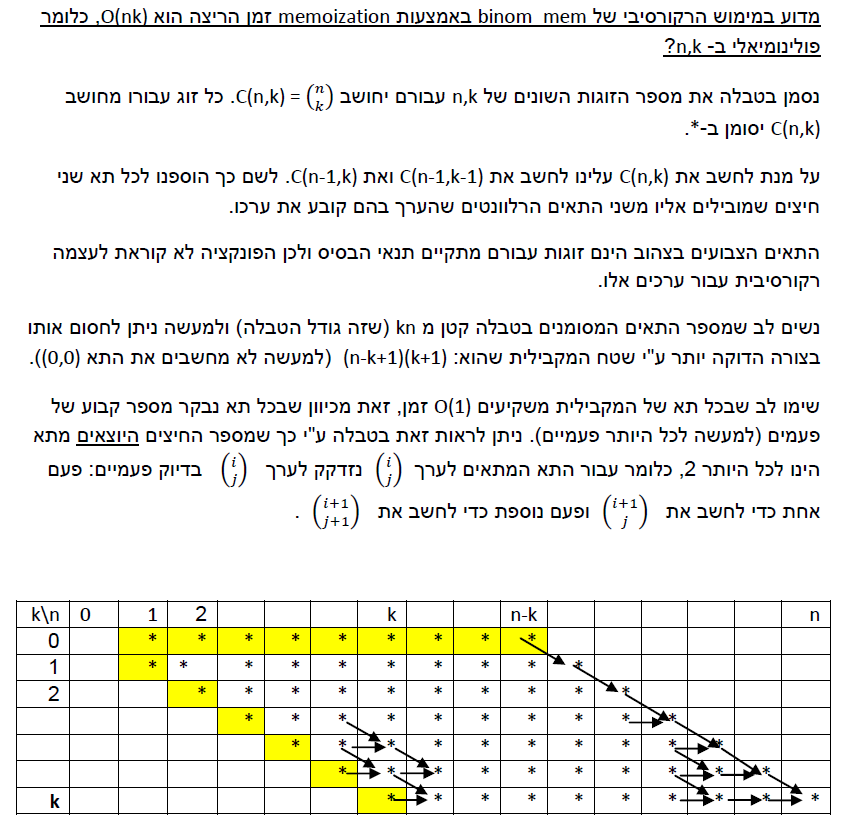 מדוע במימוש הרקורסיבי של binom_mem באמצעות memoization זמן הריצה הוא O(nk), כלומר
פולינומיאלי ב- n,k?
נסמן בטבלה את מספר הזוגות השונים של n,k עבורם יחושב C(n,k) = (n k). כל זוג עבורו מחושב
C(n,k) יסומן ב-*.
על מנת לחשב את C(n,k) עלינו לחשב את C(n-1,k-1) ואת C(n-1,k). לשם כך הוספנו לכל תא שני
חיצים שמובילים אליו משני התאים הרלוונטים שהערך בהם קובע את ערכו.
התאים הצבועים בצהוב הינם זוגות עבורם מתקיים תנאי הבסיס ולכן הפונקציה לא קוראת לעצמה
רקורסיבית עבור ערכים אלו.
נשים לב שמספר התאים המסומנים בטבלה קטן מ kn (שזה גודל הטבלה) ולמעשה ניתן לחסום אותו
בצורה הדוקה יותר ע"י שטח המקבילית שהוא: (n-k+1)(k+1) (למעשה לא מחשבים את התא (0,0)).
שימו לב שבכל תא של המקבילית משקיעים O(1) זמן, זאת מכיוון שבכל תא נבקר מספר קבוע של
פעמים (למעשה לכל היותר פעמיים). ניתן לראות זאת בטבלה ע"י כך שמספר החיצים היוצאים מתא
הינו לכל היותר 2, כלומר עבור התא המתאים לערך (i j) נזדקק לערך (i j) בדיוק פעמיים: פעם
אחת כדי לחשב את (i+1 j) ופעם נוספת כדי לחשב את (i+1 j+1) .
k\n 0 1 2 k n-k n
0 * * * * * * * * *
1 * * * * * * * * * *
2 * * * * * * * * * *
* * * * * * * * * *
* * * * * * * * * *
* * * * * * * * * *
k * * * * * * * * * *